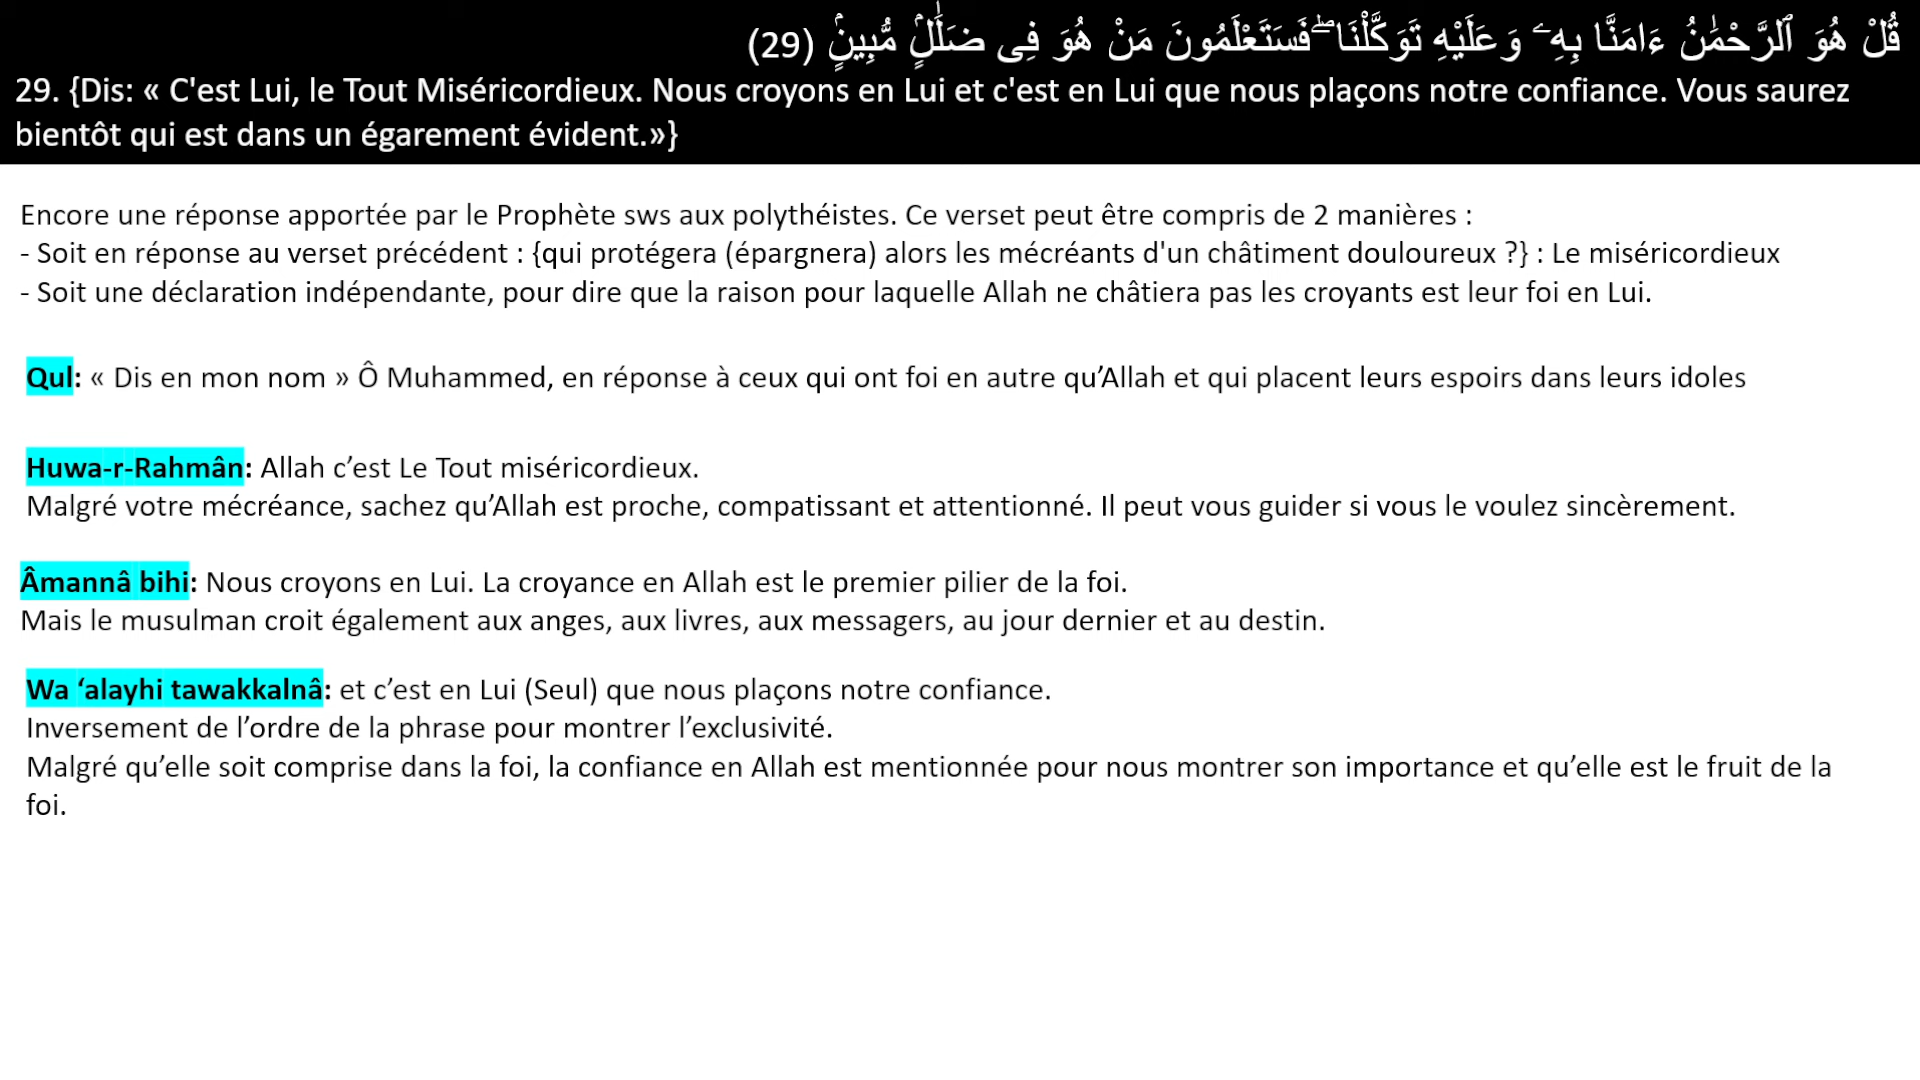 قُلْ هُوَ ٱلرَّحْمَٰنُ ءَامَنَّا بِهِۦ وَعَلَيْهِ تَوَكَّلْنَا ۖ فَسَتَعْلَمُونَ مَنْ هُوَ فِى ضَلَٰلٍۢ مُّبِينٍۢ (29)
29. {Dis: « C'est Lui, le Tout Miséricordieux. Nous croyons en Lui et c'est en Lui que nous plaçons notre confiance. Vous saurez
bientôt qui est dans un égarement évident.»}
Encore une réponse apportée par le Prophète sws aux polythéistes. Ce verset peut être compris de 2 manières :
- Soit en réponse au verset précédent : {qui protégera (épargnera) alors les mécréants d'un châtiment douloureux ?} : Le miséricordieux
- Soit une déclaration indépendante, pour dire que la raison pour laquelle Allah ne châtiera pas les croyants est leur foi en Lui.
Qul: « Dis en mon nom » Ô Muhammed, en réponse à ceux qui ont foi en autre qu’Allah et qui placent leurs espoirs dans leurs idoles
Huwa-r-Rahmân: Allah c’est Le Tout miséricordieux.
Malgré votre mécréance, sachez qu’Allah est proche, compatissant et attentionné. Il peut vous guider si vous le voulez sincèrement.
Âmannâ bihi: Nous croyons en Lui. La croyance en Allah est le premier pilier de la foi.
Mais le musulman croit également aux anges, aux livres, aux messagers, au jour dernier et au destin.
Wa ‘alayhi tawakkalnâ: et c’est en Lui (Seul) que nous plaçons notre confiance.
Inversement de l’ordre de la phrase pour montrer l’exclusivité.
Malgré qu’elle soit comprise dans la foi, la confiance en Allah est mentionnée pour nous montrer son importance et qu’elle est le fruit de la
foi.